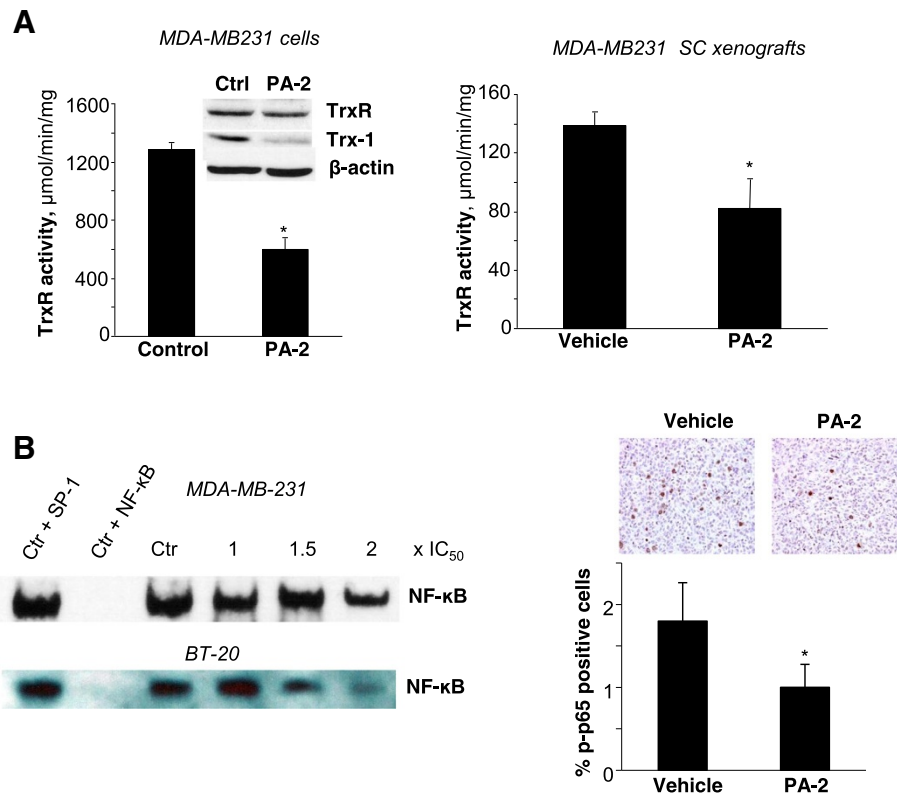 A
MDA-MB231 cells
Ctrl PA-2
TrxR
Trx-1
β-actin
TrxR activity, μmol/min/mg
1600
1200
800
400
0
Control PA-2
*
MDA-MB231 SC xenografts
TrxR activity, μmol/min/mg
160
120
80
40
0
Vehicle PA-2
*
B
MDA-MB-231
Ctr + SP-1 Ctr + NF-κB Ctr 1 1.5 2 x IC50
NF-κB
BT-20
NF-κB
Vehicle PA-2
% p-p65 positive cells
2
1
0
*
Vehicle PA-2